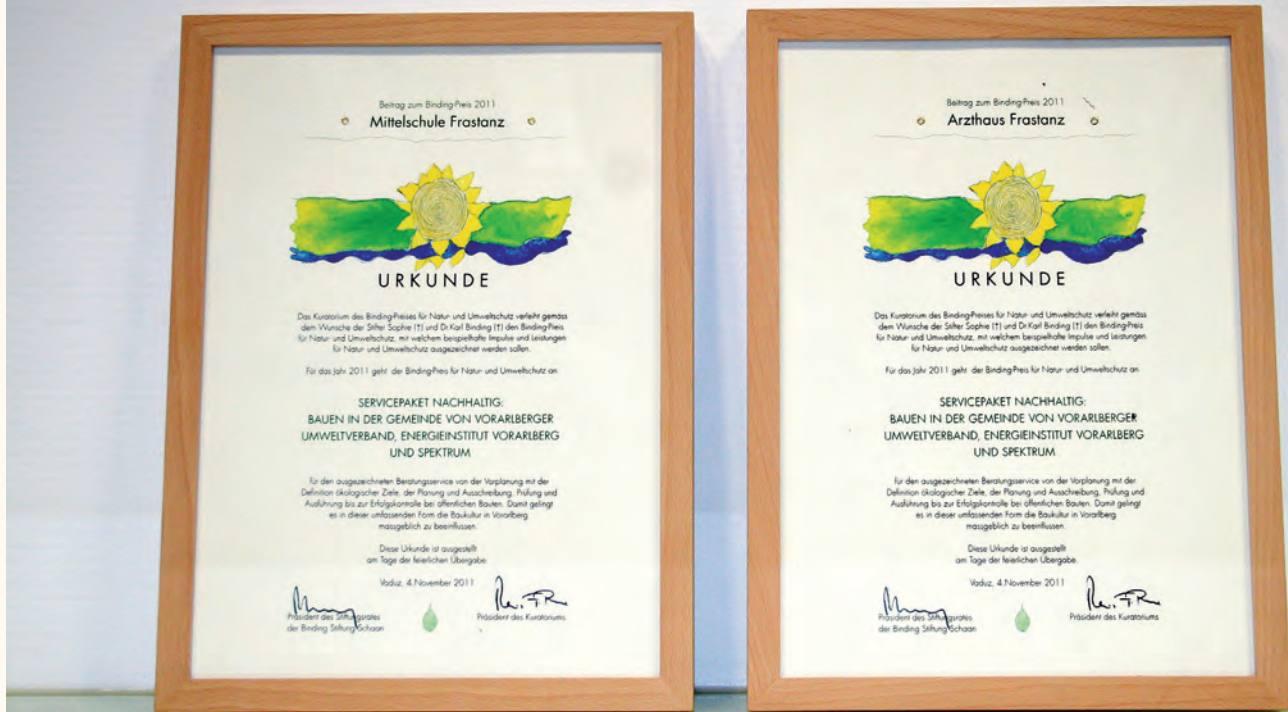 Beitrag zum Binding-Preis 2011
Mittelschule Frastanz
URKUNDE
Das Kuratorium des Binding-Preises für Natur- und Umweltschutz verleiht gemäss
dem Wunsche der Stifter Sophie (†) und Dr. Karl Binding (†) den Binding-Preis
für Natur- und Umweltschutz, mit welchem beispielhafte Impulse und Leistungen
für Natur- und Umweltschutz ausgezeichnet werden sollen.
Für das Jahr 2011 geht der Binding-Preis für Natur- und Umweltschutz an
SERVICEPAKET NACHHALTIG:
BAUEN IN DER GEMEINDE VON VORARLBERGER
UMWELTVERBAND, ENERGIEINSTITUT VORARLBERG
UND SPEKTRUM
für den ausgezeichneten Beratungsservice von der Vorplanung mit der
Definition ökologischer Ziele, der Planung und Ausschreibung, Prüfung und
Ausführung bis zur Erfolgskontrolle bei öffentlichen Bauten. Damit gelingt
es in dieser umfassenden Form die Baukultur in Vorarlberg
massgeblich zu beeinflussen.
Diese Urkunde ist ausgestellt
am Tage der feierlichen Übergabe.
Vaduz, 4. November 2011
Präsident des Stiftungsrates
der Binding Stiftung Schaan
Präsident des Kuratoriums
Beitrag zum Binding-Preis 2011
Arzthaus Frastanz
URKUNDE
Das Kuratorium des Binding-Preises für Natur- und Umweltschutz verleiht gemäss
dem Wunsche der Stifter Sophie (†) und Dr. Karl Binding (†) den Binding-Preis
für Natur- und Umweltschutz, mit welchem beispielhafte Impulse und Leistungen
für Natur- und Umweltschutz ausgezeichnet werden sollen.
Für das Jahr 2011 geht der Binding-Preis für Natur- und Umweltschutz an
SERVICEPAKET NACHHALTIG:
BAUEN IN DER GEMEINDE VON VORARLBERGER
UMWELTVERBAND, ENERGIEINSTITUT VORARLBERG
UND SPEKTRUM
für den ausgezeichneten Beratungsservice von der Vorplanung mit der
Definition ökologischer Ziele, der Planung und Ausschreibung, Prüfung und
Ausführung bis zur Erfolgskontrolle bei öffentlichen Bauten. Damit gelingt
es in dieser umfassenden Form die Baukultur in Vorarlberg
massgeblich zu beeinflussen.
Diese Urkunde ist ausgestellt
am Tage der feierlichen Übergabe.
Vaduz, 4. November 2011
Präsident des Stiftungsrates
der Binding Stiftung Schaan
Präsident des Kuratoriums